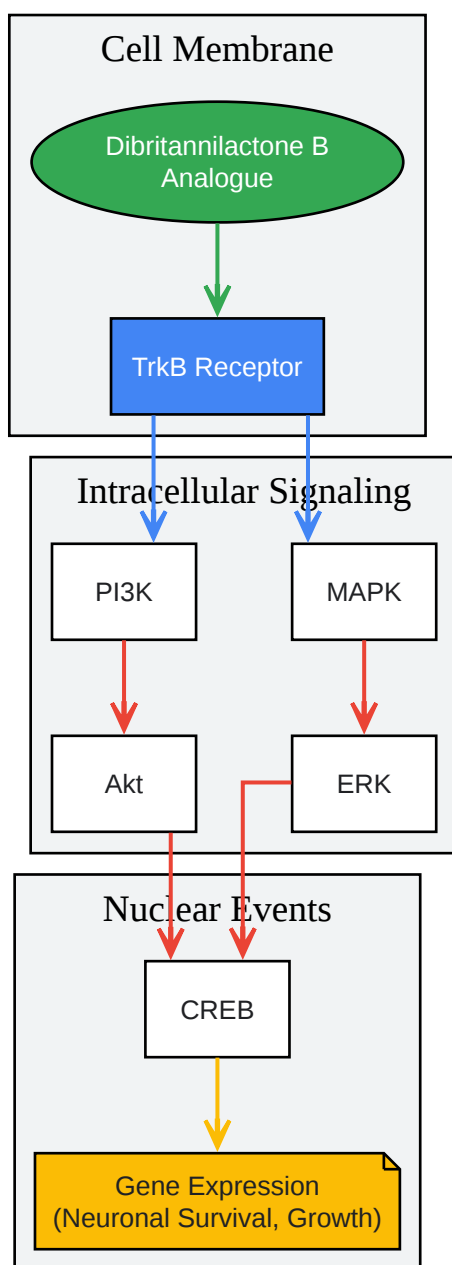 Cell Membrane
Dibritannilactone B
Analogue
TrkB Receptor
Intracellular Signaling
PI3K
MAPK
Akt
ERK
Nuclear Events
CREB
Gene Expression
(Neuronal Survival, Growth)